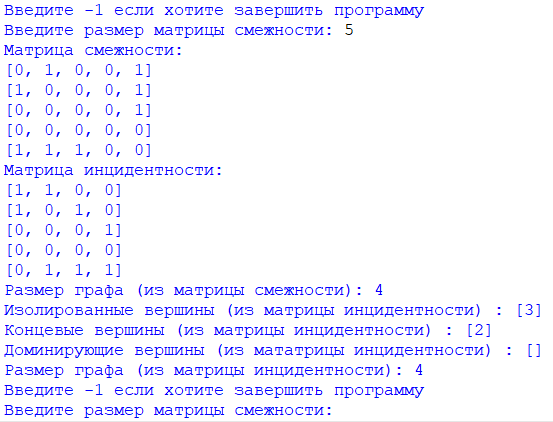 Введите -1 если хотите завершить программу
Введите размер матрицы смежности: 5
Матрица смежности:
[0, 1, 0, 0, 1]
[1, 0, 0, 0, 1]
[0, 0, 0, 0, 1]
[0, 0, 0, 0, 0]
[1, 1, 1, 0, 0]
Матрица инцидентности:
[1, 1, 0, 0]
[1, 0, 1, 0]
[0, 0, 0, 1]
[0, 0, 0, 0]
[0, 1, 1, 1]
Размер графа (из матрицы смежности): 4
Изолированные вершины (из матрицы инцидентности) : [3]
Концевые вершины (из матрицы инцидентности) : [2]
Доминирующие вершины (из мататрицы инцидентности) : []
Размер графа (из матрицы инцидентности): 4
Введите -1 если хотите завершить программу
Введите размер матрицы смежности: